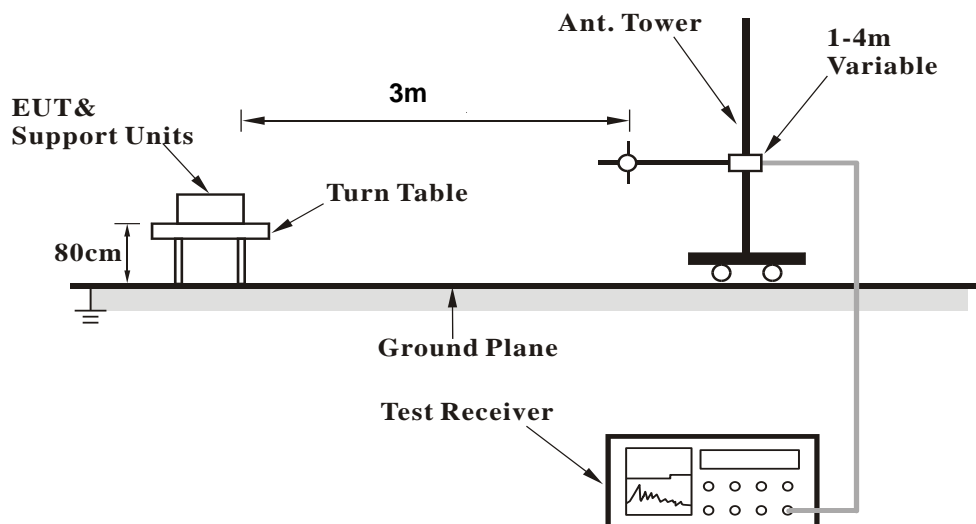 Ant. Tower
1-4m
Variable
3m
EUT&
Support Units
Turn Table
80cm
Ground Plane
Test Receiver